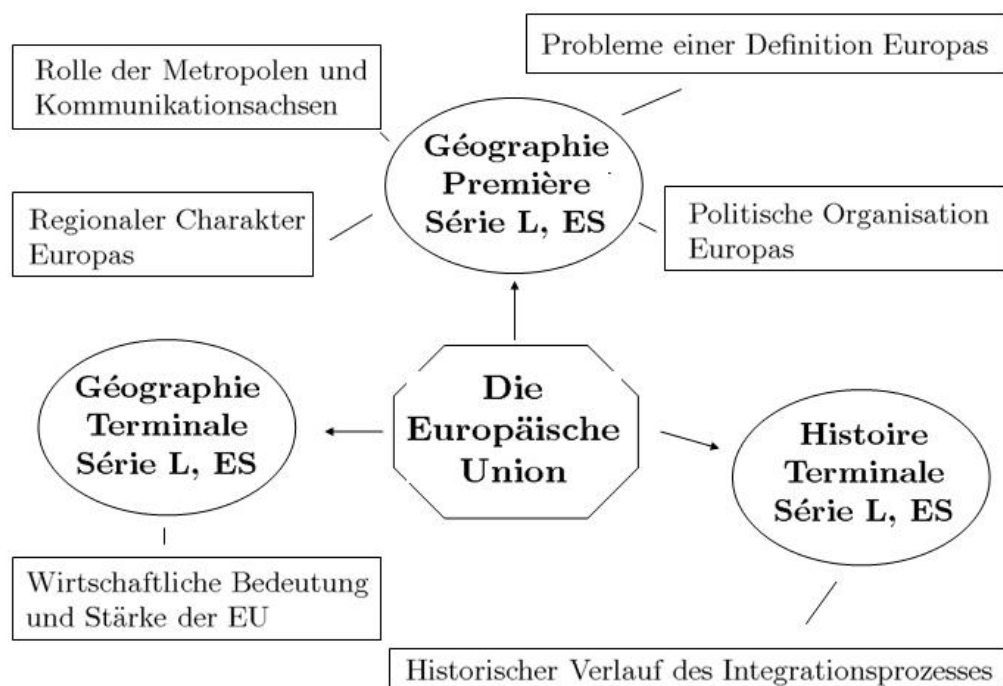 Probleme einer Definition Europas
Rolle der Metropolen und
Kommunikationsachsen
Géographie
Première
Série L, ES
Regionaler Charakter
Europas
Politische Organisation
Europas
Géographie
Terminale
Série L, ES
Die
Europäische
Union
Histoire
Terminale
Série L, ES
Wirtschaftliche Bedeutung
und Stärke der EU
Historischer Verlauf des Integrationsprozesses